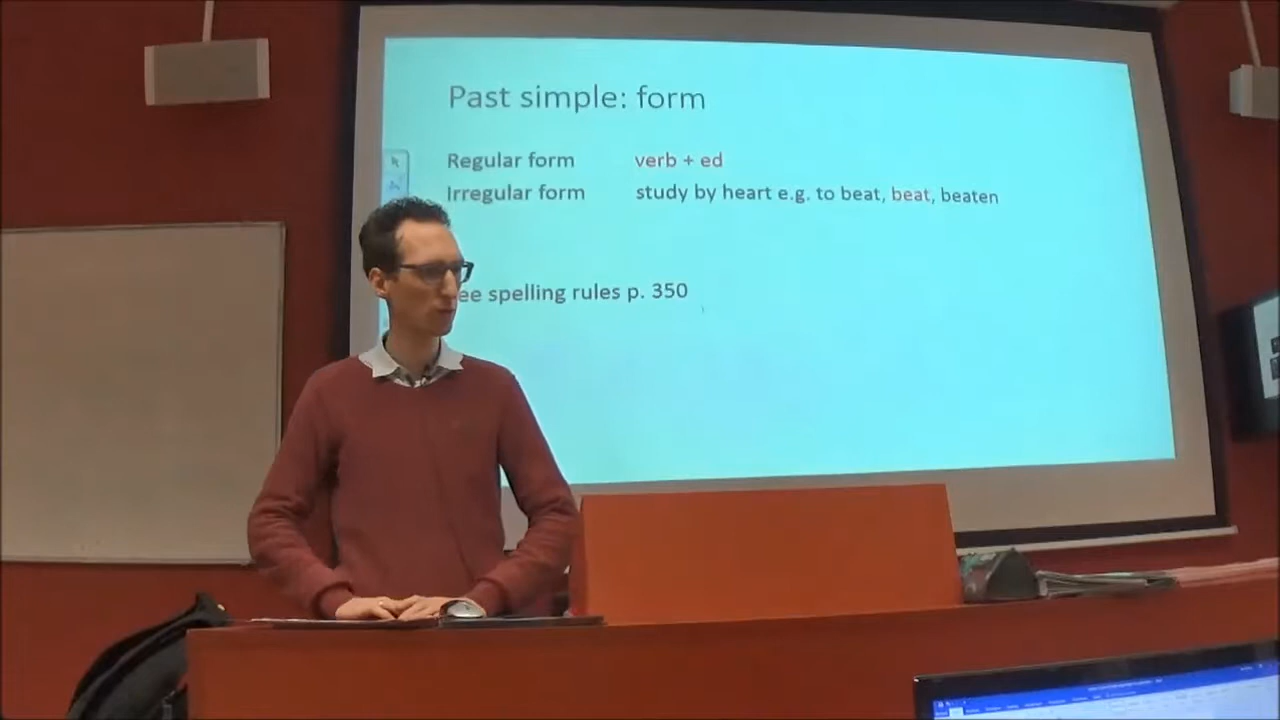 Past simple: form
Regular form verb + ed
Irregular form study by heart e.g. to beat, beat, beaten
ee spelling rules p. 350